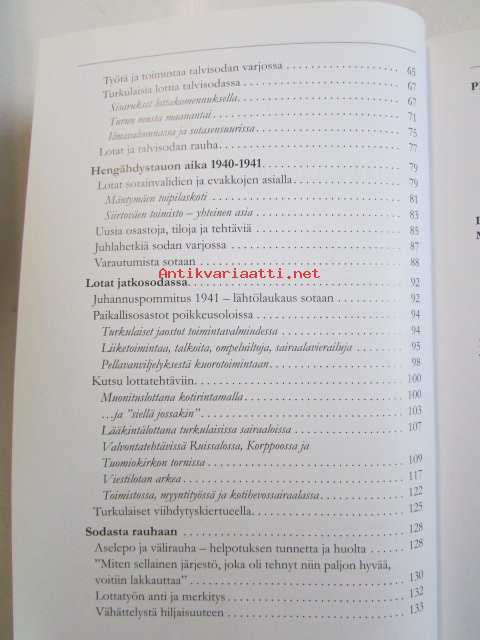 Työtä ja toimintaa talvisodan varjossa . . . . . . . . . . . . . . . . . . . 65
Turkulaisia lottia talvisodassa . . . . . . . . . . . . . . . . . . . . . . . . . . 67
Sisarukset lottakomennuksella. . . . . . . . . . . . . . . . . . . . . . . . . . 67
Turun musta maanantai . . . . . . . . . . . . . . . . . . . . . . . . . . . . . 71
Ilmavalvonnassa ja sotasensuurissa . . . . . . . . . . . . . . . . . . . . . . 75
Lotat ja talvisodan rauha. . . . . . . . . . . . . . . . . . . . . . . . . . . . . . 77
Hengähdystauon aika 1940-1941. . . . . . . . . . . . . . . . . . . . . . 79
Lotat sotainvalidien ja evakkojen asialla . . . . . . . . . . . . . . . . . 79
Mäntymäen toipilaskoti . . . . . . . . . . . . . . . . . . . . . . . . . . . . 81
Siirtoväen toimisto – yhteinen asia . . . . . . . . . . . . . . . . . . . . . 83
Uusia osastoja, tiloja ja tehtäviä . . . . . . . . . . . . . . . . . . . . . . . . 85
Juhlahetkiä sodan varjossa . . . . . . . . . . . . . . . . . . . . . . . . . . . . 87
Varautumista sotaan . . . . . . . . . . . . . . . . . . . . . . . . . . . . . . . . 88
Antikvariaatti.net
Lotat jatkosodassa. . . . . . . . . . . . . . . . . . . . . . . . . . . . . . . . . . 92
Juhannuspommitus 1941 – lähtölaukaus sotaan . . . . . . . . . . . 92
Paikallisosastot poikkeusoloissa . . . . . . . . . . . . . . . . . . . . . . . . 94
Turkulaiset jaostot toimintavalmiudessa . . . . . . . . . . . . . . . . . . 94
Liiketoimintaa, talkoita, ompeluiltoja, sairaalavierailuja . . . . . . . 95
Pellavanviljelyksestä kuorotoimintaan. . . . . . . . . . . . . . . . . . . . 98
Kutsu lottatehtäviin. . . . . . . . . . . . . . . . . . . . . . . . . . . . . . . . . 100
Muonituslottana kotirintamalla . . . . . . . . . . . . . . . . . . . . . . . 100
…ja ”siellä jossakin”. . . . . . . . . . . . . . . . . . . . . . . . . . . . . . . 103
Lääkintälottana turkulaisissa sairaaloissa . . . . . . . . . . . . . . . . . 107
Valvontatehtävissä Ruissalossa, Korppoossa ja
Tuomiokirkon tornissa . . . . . . . . . . . . . . . . . . . . . . . . . . . . . 109
Viestilotan arkea . . . . . . . . . . . . . . . . . . . . . . . . . . . . . . . . . 117
Toimistossa, myyntityössä ja kotihevossairaalassa . . . . . . . . . . . . 122
Turkulaiset viihdytyskiertueella. . . . . . . . . . . . . . . . . . . . . . . . 125
Sodasta rauhaan . . . . . . . . . . . . . . . . . . . . . . . . . . . . . . . . . . . 128
Aselepo ja välirauha – helpotuksen tunnetta ja huolta . . . . . . 128
”Miten sellainen järjestö, joka oli tehnyt niin paljon hyvää,
voitiin lakkauttaa” . . . . . . . . . . . . . . . . . . . . . . . . . . . . . . . . . 130
Lottatyön anti ja merkitys . . . . . . . . . . . . . . . . . . . . . . . . . . . . 132
Vähättelystä hiljaisuuteen . . . . . . . . . . . . . . . . . . . . . . . . . . . . 133